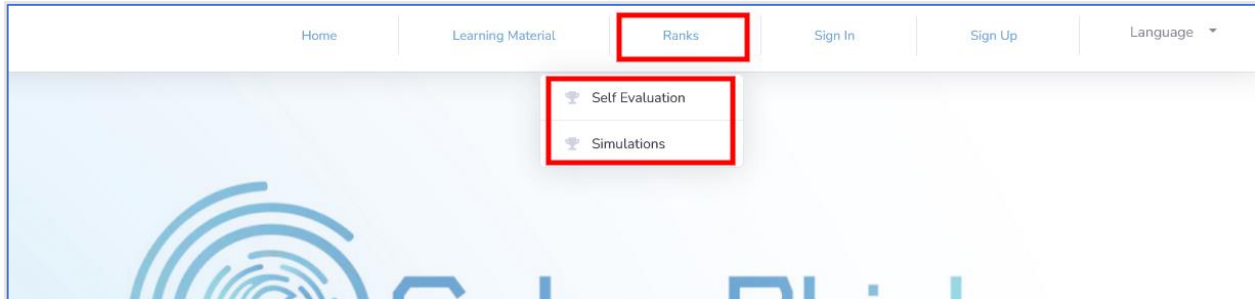 Home Learning Material Ranks Sign In Sign Up Language
Self Evaluation
Simulations